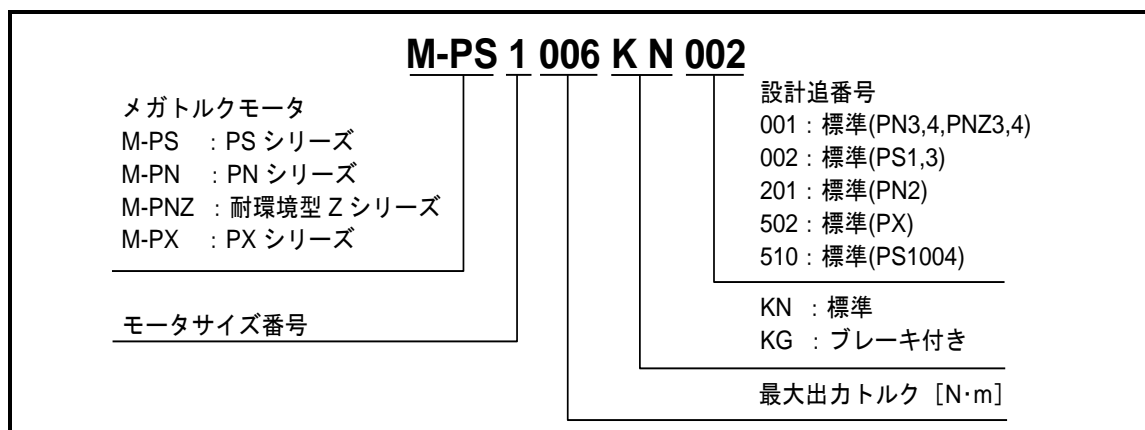 M-PS 1 006 K N 002
メガトルクモータ
M-PS : PS シリーズ
M-PN : PN シリーズ
M-PNZ : 耐環境型 Z シリーズ
M-PX : PX シリーズ
モータサイズ番号
設計追番号
001 : 標準(PN3,4,PNZ3,4)
002 : 標準(PS1,3)
201 : 標準(PN2)
502 : 標準(PX)
510 : 標準(PS1004)
KN : 標準
KG : ブレーキ付き
最大出力トルク [N·m]